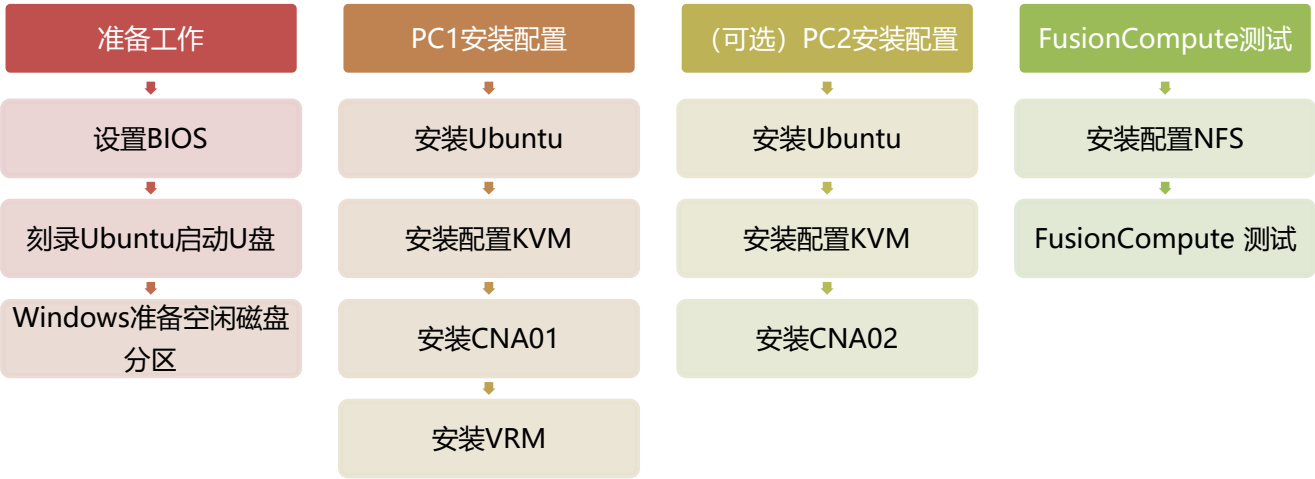 准备工作
设置BIOS
刻录Ubuntu启动U盘
Windows准备空闲磁盘
分区
PC1安装配置
安装Ubuntu
安装配置KVM
安装CNA01
安装VRM
（可选）PC2安装配置
安装Ubuntu
安装配置KVM
安装CNA02
FusionCompute测试
安装配置NFS
FusionCompute 测试